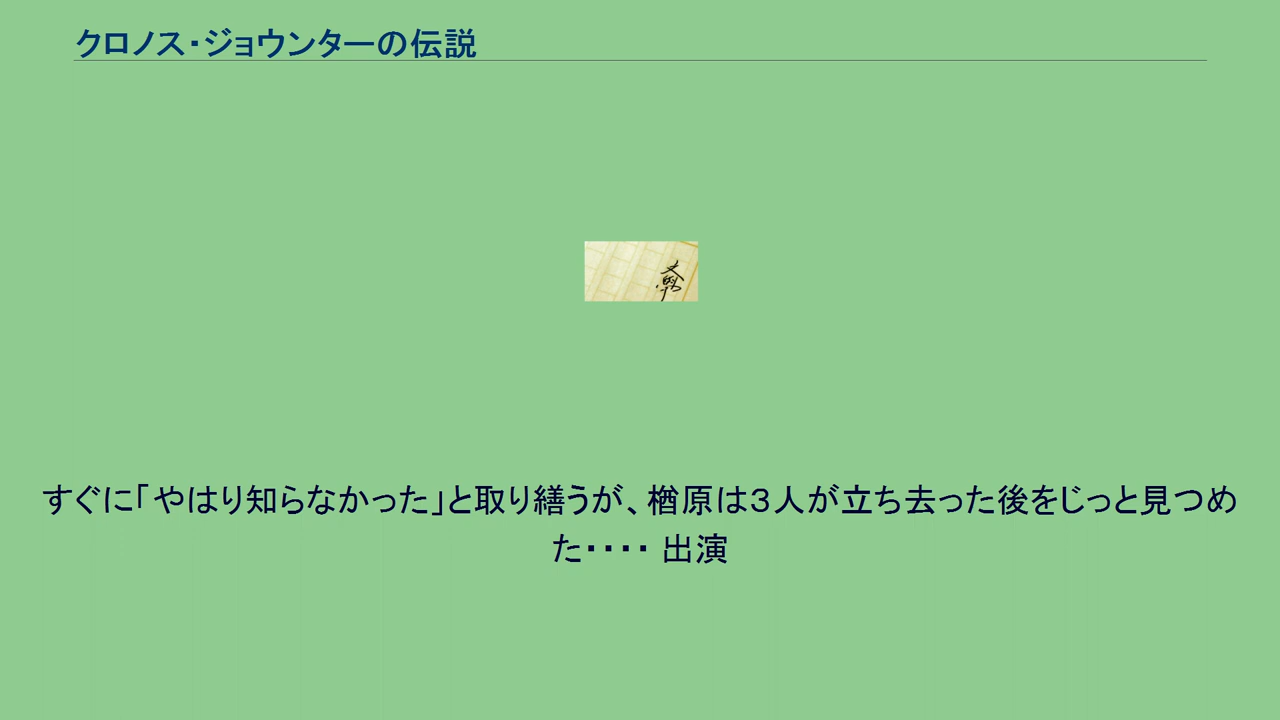 クロノス・ジョウンターの伝説
すぐに「やはり知らなかった」と取り繕うが、楢原は３人が立ち去った後をじっと見つめ
た・・・・ 出演